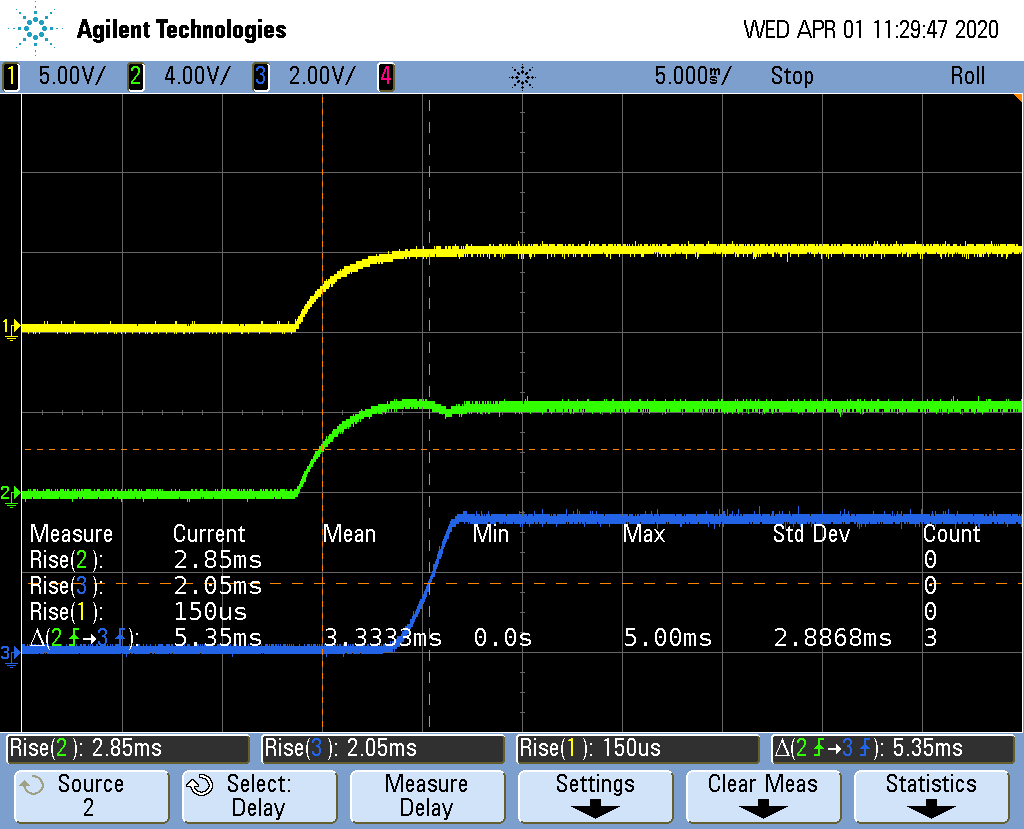 Agilent Technologies WED APR 01 11:29:47 2020
1 5.00V/ 2 4.00V/ 3 2.00V/ 4 5.000ms/ Stop Roll
1
2
Measure Current Mean Min Max Std Dev Count
Rise(2): 2.85ms 0
Rise(3): 2.05ms 0
Rise(1): 150us 0
Δ(2→3): 5.35ms 3.3333ms 0.0s 5.00ms 2.8868ms 3
3
Rise(2): 2.85ms Rise(3): 2.05ms Rise(1): 150us Δ(2→3): 5.35ms
Source Select: Measure Settings Clear Meas Statistics
2 Delay Delay